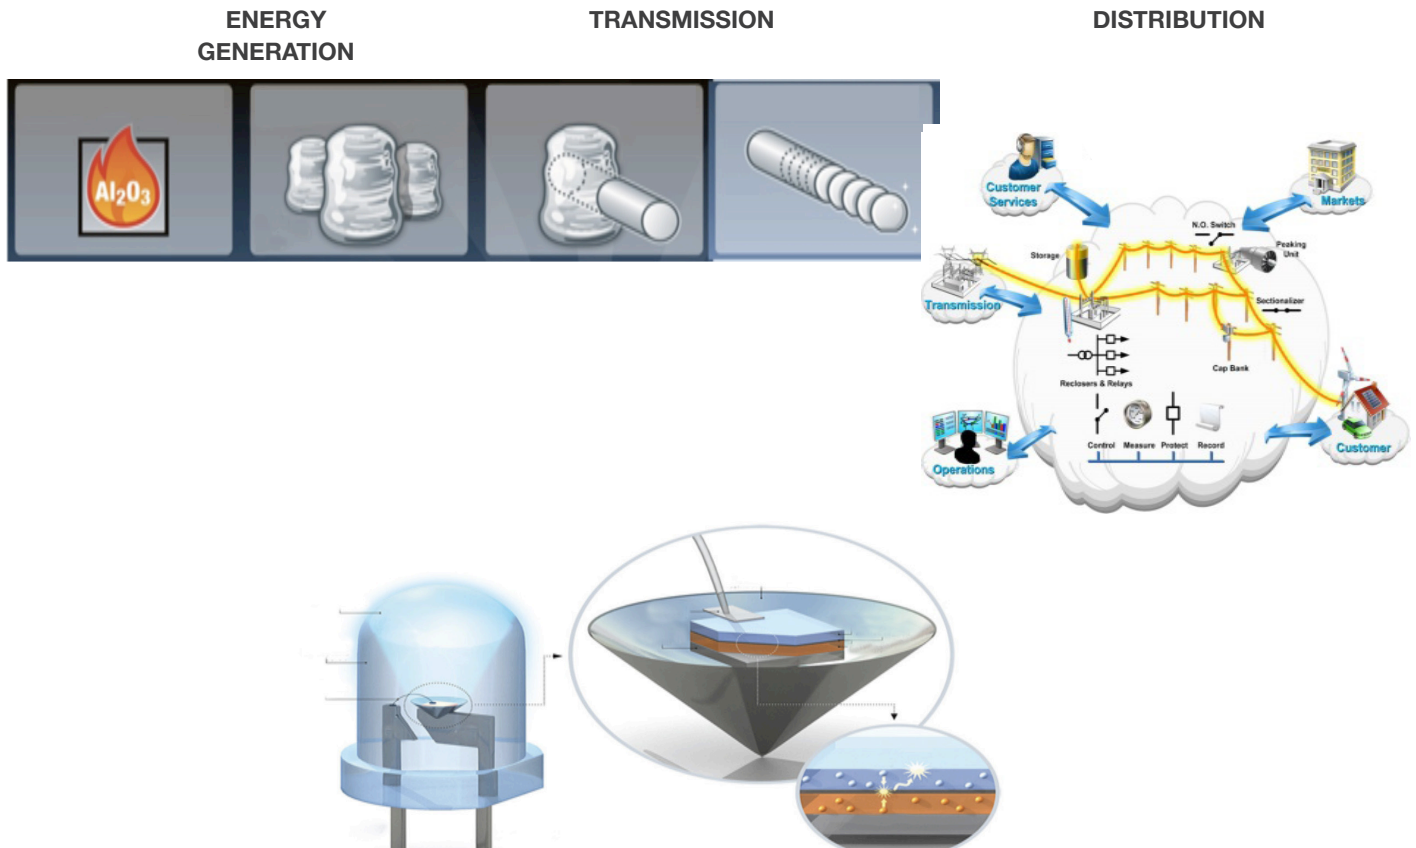 ENERGY
GENERATION
TRANSMISSION
DISTRIBUTION
Al₂O₃
Customer
Services
Markets
N.O. Switch
Peaking
Unit
Storage
Transmission
Sectionalizer
Cap Bank
Reclosers & Relays
Control
Measure
Protect
Record
Operations
Customer